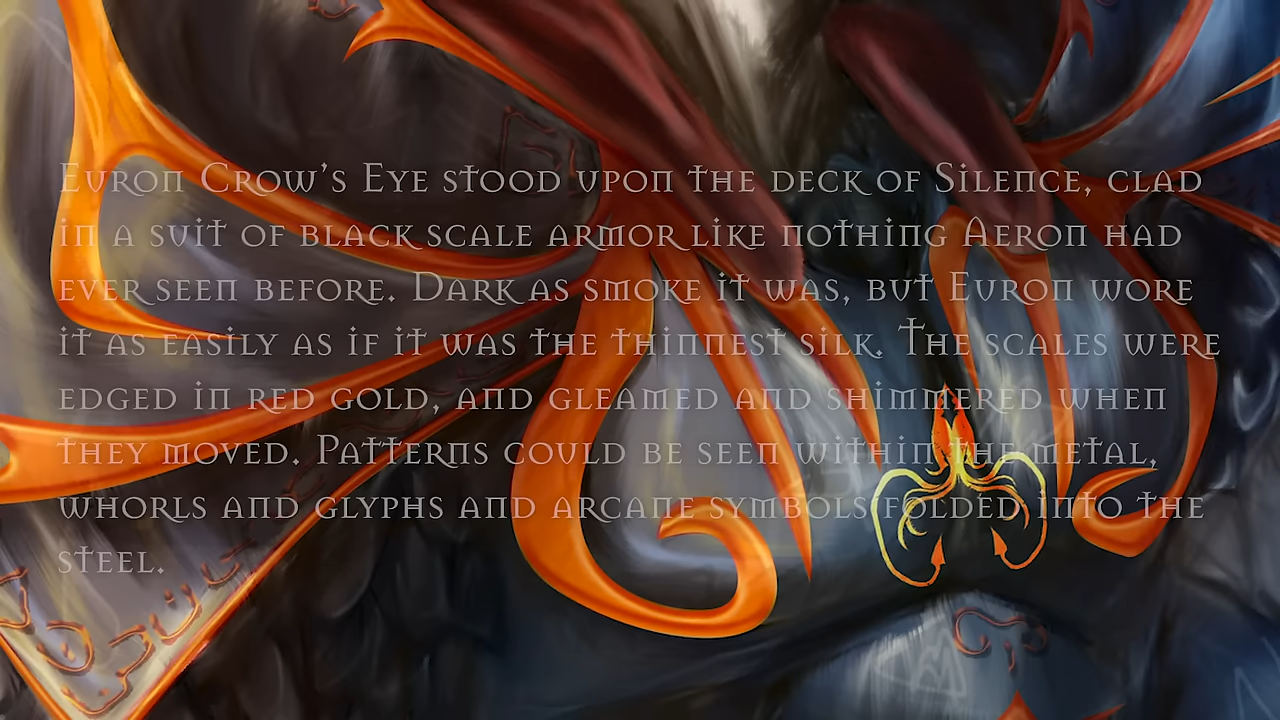 Euron Crow's Eye stood upon the deck of Silence, clad
in a suit of black scale armor like nothing Aeron had
ever seen before. Dark as smoke it was, but Euron wore
it as easily as if it was the thinnest silk. The scales were
edged in red gold, and gleamed and shimmered when
they moved. Patterns could be seen within the metal,
whorls and glyphs and arcane symbols folded into the
steel.